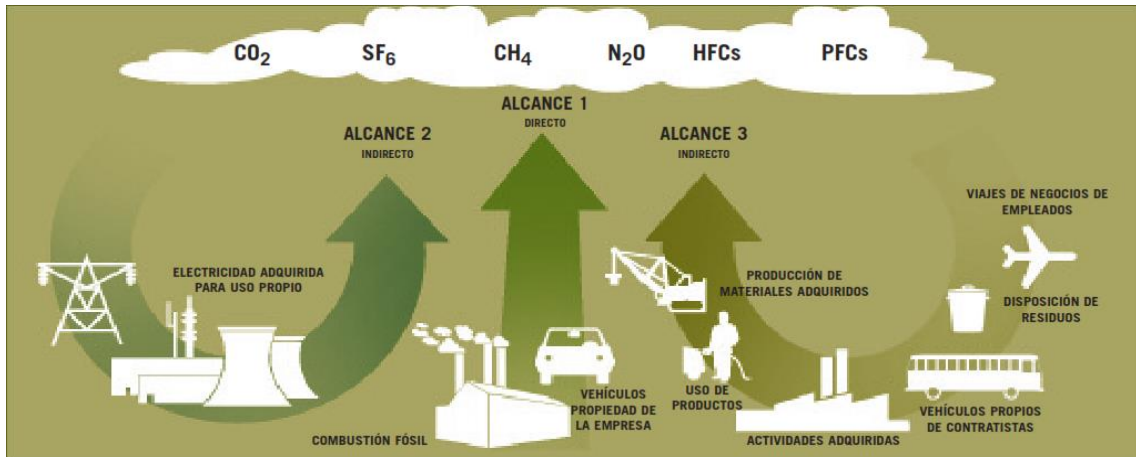 CO2
SF6
CH4
N2O
HFCs
PFCs
ALCANCE 1
DIRECTO
ALCANCE 2
INDIRECTO
ALCANCE 3
INDIRECTO
VIAJES DE NEGOCIOS DE
EMPLEADOS
ELECTRICIDAD ADQUIRIDA
PARA USO PROPIO
PRODUCCIÓN DE
MATERIALES ADQUIRIDOS
DISPOSICIÓN DE
RESIDUOS
COMBUSTIÓN FÓSIL
VEHÍCULOS
PROPIEDAD DE
LA EMPRESA
USO DE
PRODUCTOS
ACTIVIDADES ADQUIRIDAS
VEHÍCULOS PROPIOS
DE CONTRATISTAS